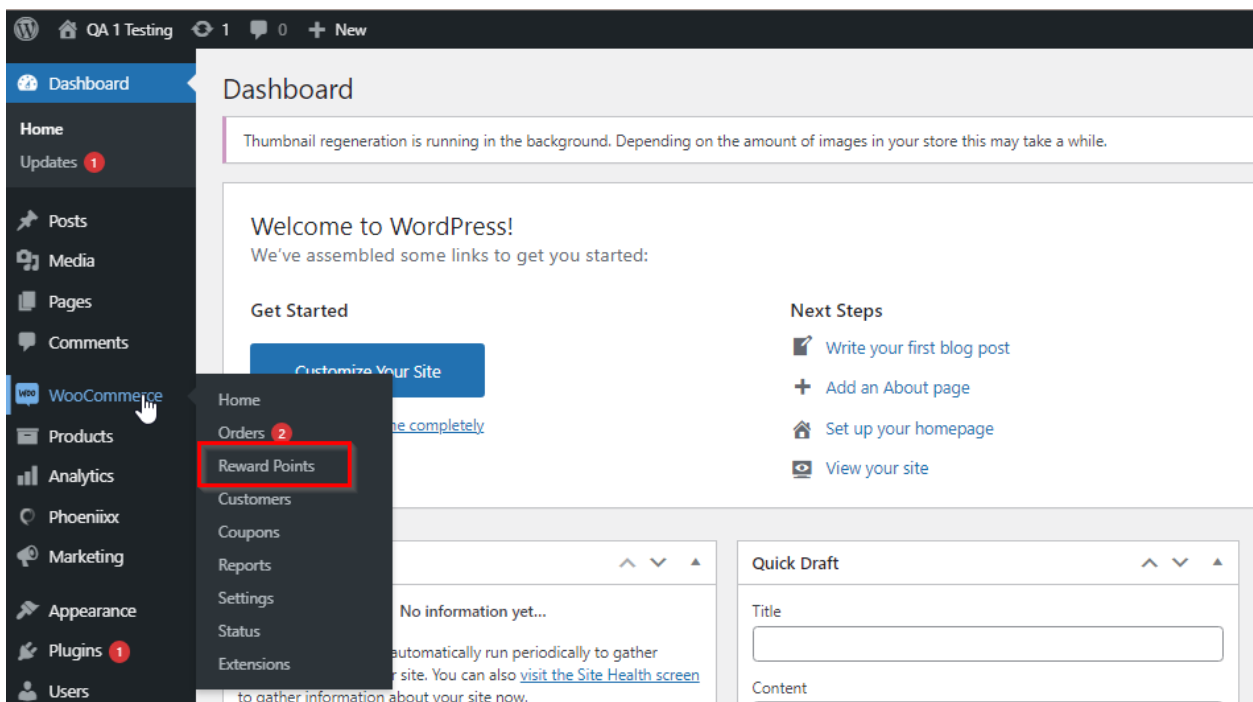 QA 1 Testing 1 0 + New
Dashboard
Home
Updates 1
Posts
Media
Pages
Comments
WOO WooCommerce
Products
Analytics
Phoeniixx
Marketing
Appearance
Plugins 1
Users
Home
Orders 2
Reward Points
Customers
Coupons
Reports
Settings
Status
Extensions
Dashboard
Thumbnail regeneration is running in the background. Depending on the amount of images in your store this may take a while.
Welcome to WordPress!
We've assembled some links to get you started:
Get Started
Customize Your Site
completely
Next Steps
Write your first blog post
Add an About page
Set up your homepage
View your site
No information yet...
automatically run periodically to gather
site. You can also visit the Site Health screen
to gather information about your site now.
Quick Draft
Title
Content